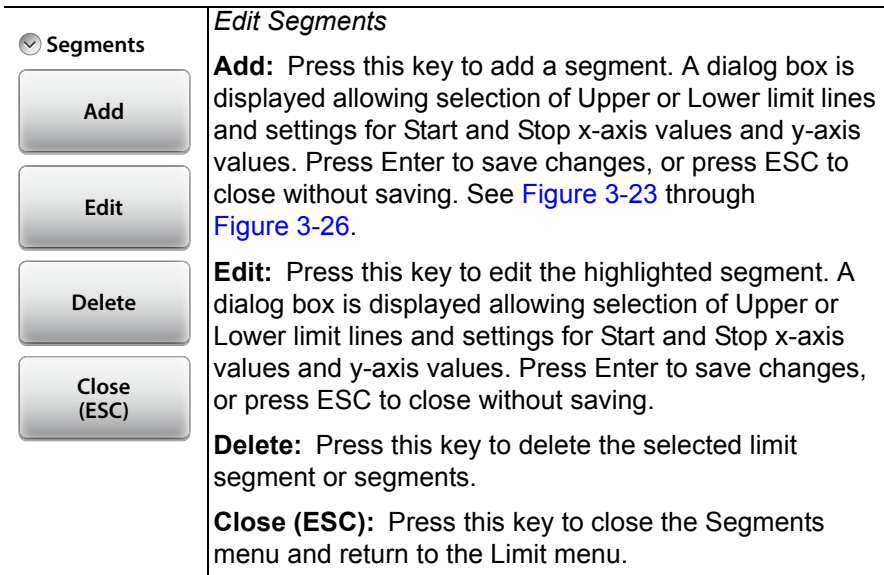 Segments
Add
Edit
Delete
Close
(ESC)
Edit Segments
Add: Press this key to add a segment. A dialog box is
displayed allowing selection of Upper or Lower limit lines
and settings for Start and Stop x-axis values and y-axis
values. Press Enter to save changes, or press ESC to
close without saving. See Figure 3-23 through
Figure 3-26.
Edit: Press this key to edit the highlighted segment. A
dialog box is displayed allowing selection of Upper or
Lower limit lines and settings for Start and Stop x-axis
values and y-axis values. Press Enter to save changes,
or press ESC to close without saving.
Delete: Press this key to delete the selected limit
segment or segments.
Close (ESC): Press this key to close the Segments
menu and return to the Limit menu.